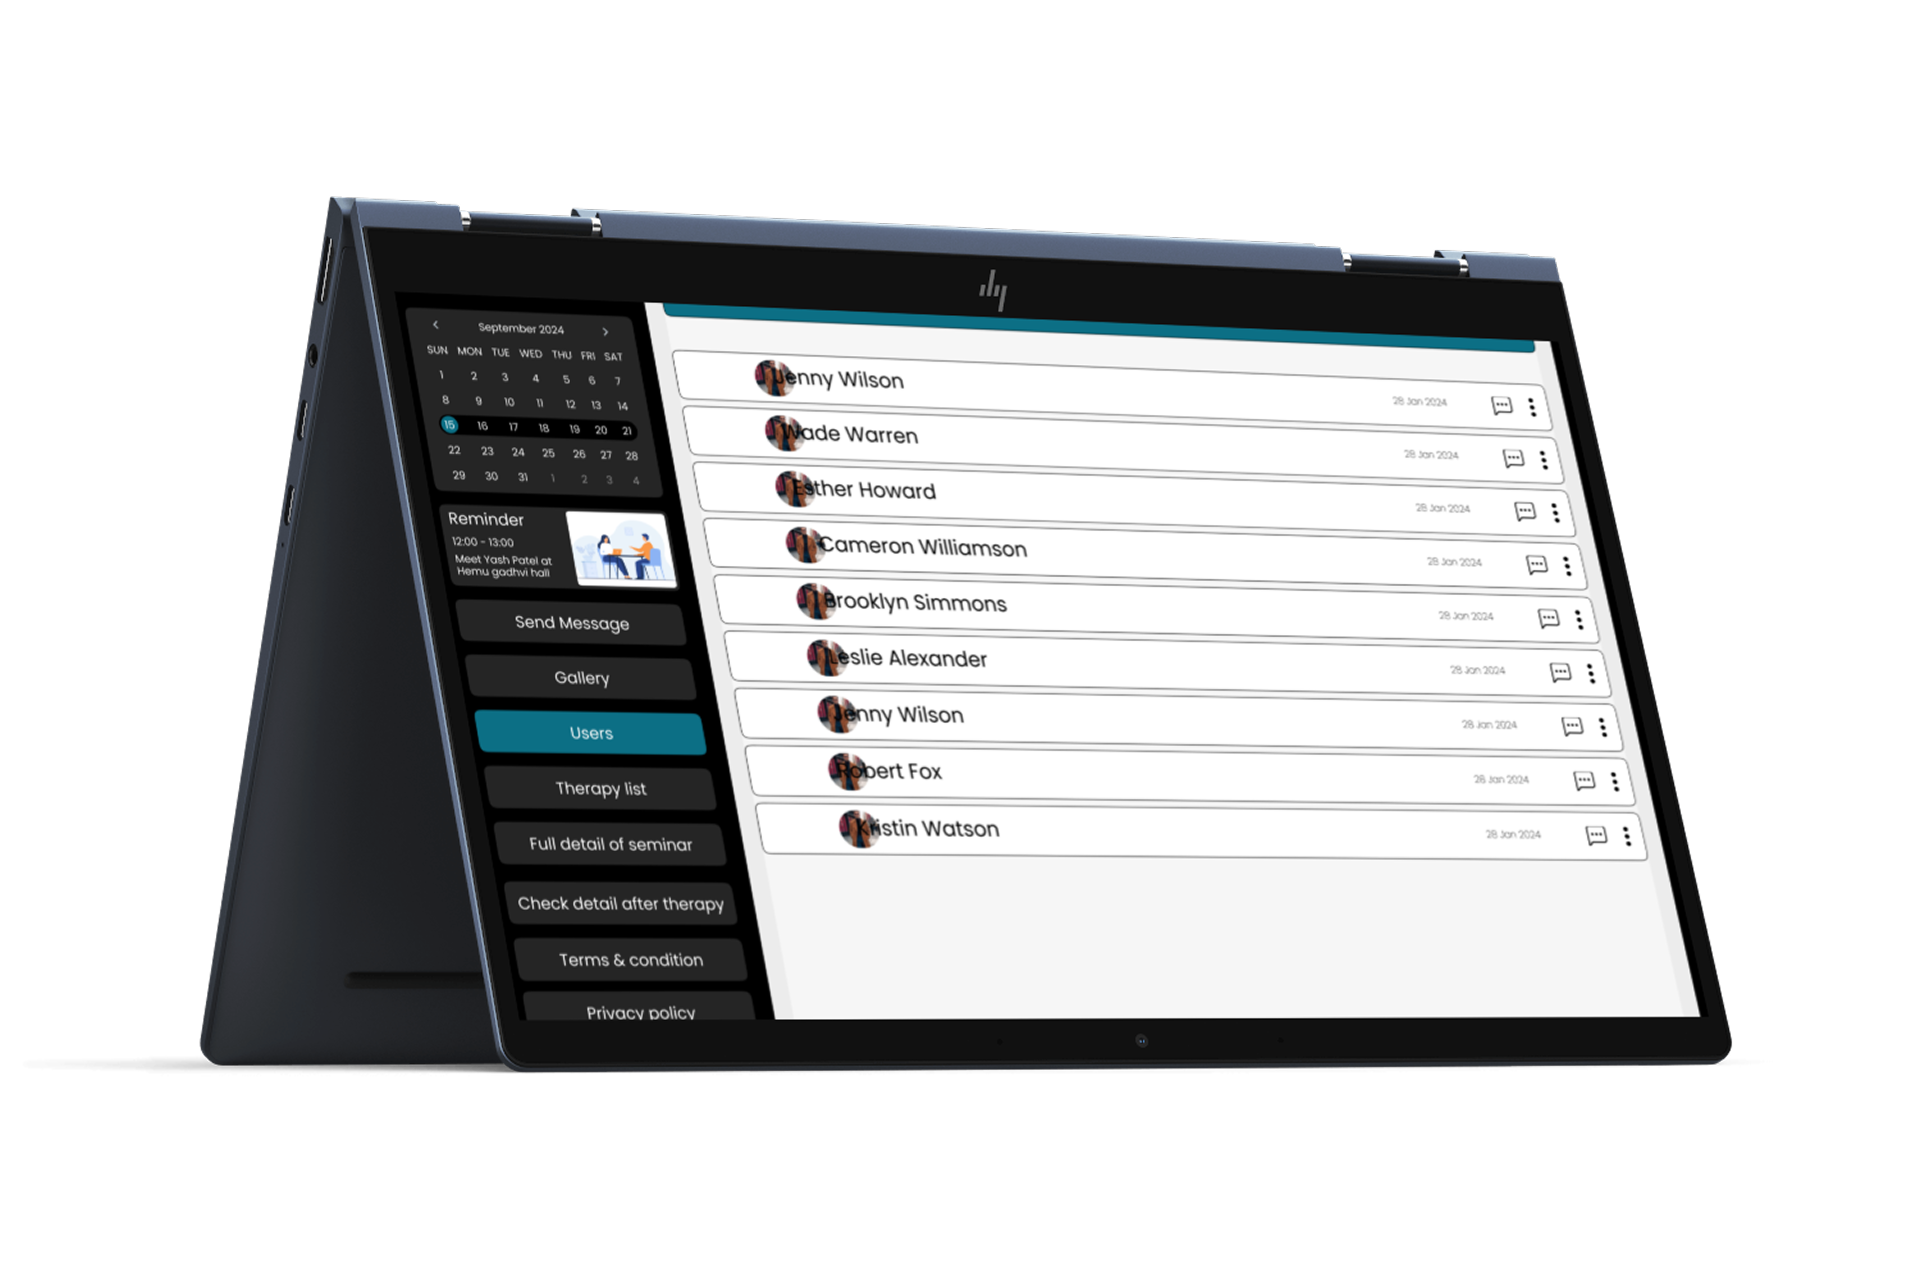 hp
September 2024
SUN MON TUE WED THU FRI SAT
1 2 3 4 5 6 7
8 9 10 11 12 13 14
15 16 17 18 19 20 21
22 23 24 25 26 27 28
29 30 31 1 2 3 4
Reminder
12:00 - 13:00
Meet Yash Patel at
Hemu gadhvi hall
Send Message
Gallery
Users
Therapy list
Full detail of seminar
Check detail after therapy
Terms & condition
Privacy policy
Jenny Wilson 28 Jan 2024
Wade Warren 28 Jan 2024
Esther Howard 28 Jan 2024
Cameron Williamson 28 Jan 2024
Brooklyn Simmons 28 Jan 2024
Leslie Alexander 28 Jan 2024
Jenny Wilson 28 Jan 2024
Robert Fox 28 Jan 2024
Kristin Watson 28 Jan 2024